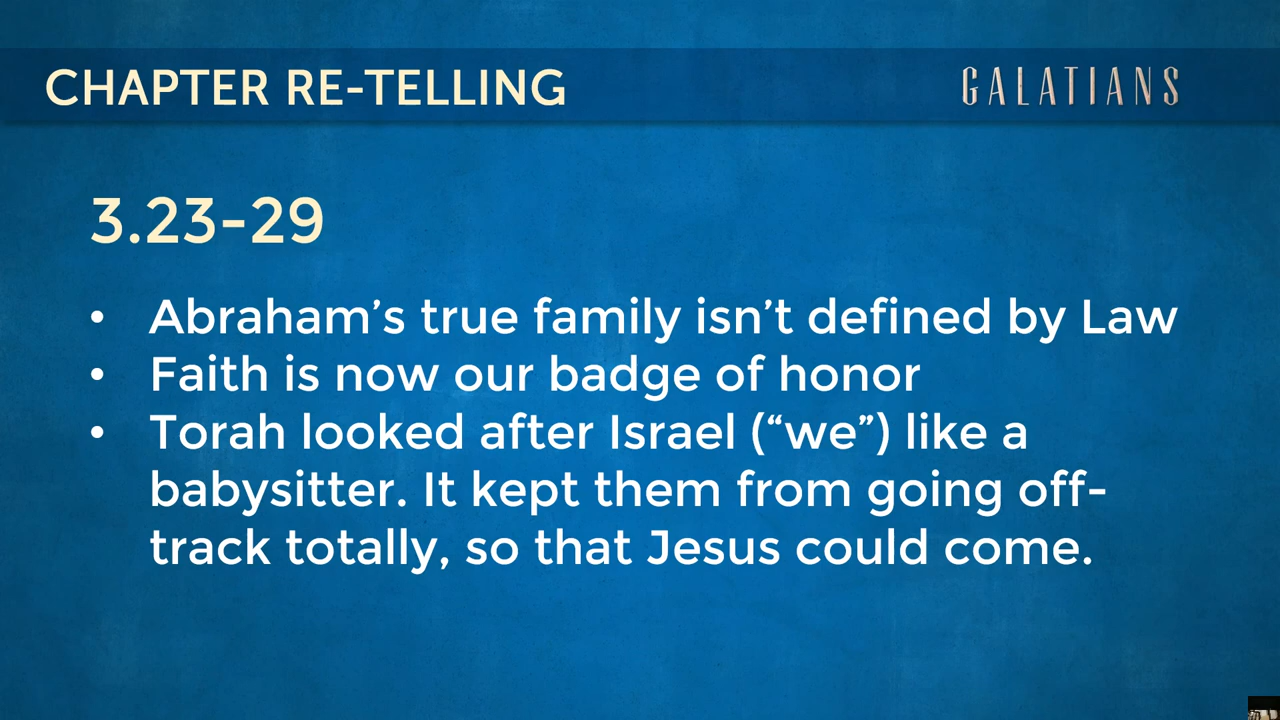 CHAPTER RE-TELLING
GALATIANS
3.23-29
• Abraham’s true family isn’t defined by Law
• Faith is now our badge of honor
• Torah looked after Israel (“we”) like a
babysitter. It kept them from going off-
track totally, so that Jesus could come.